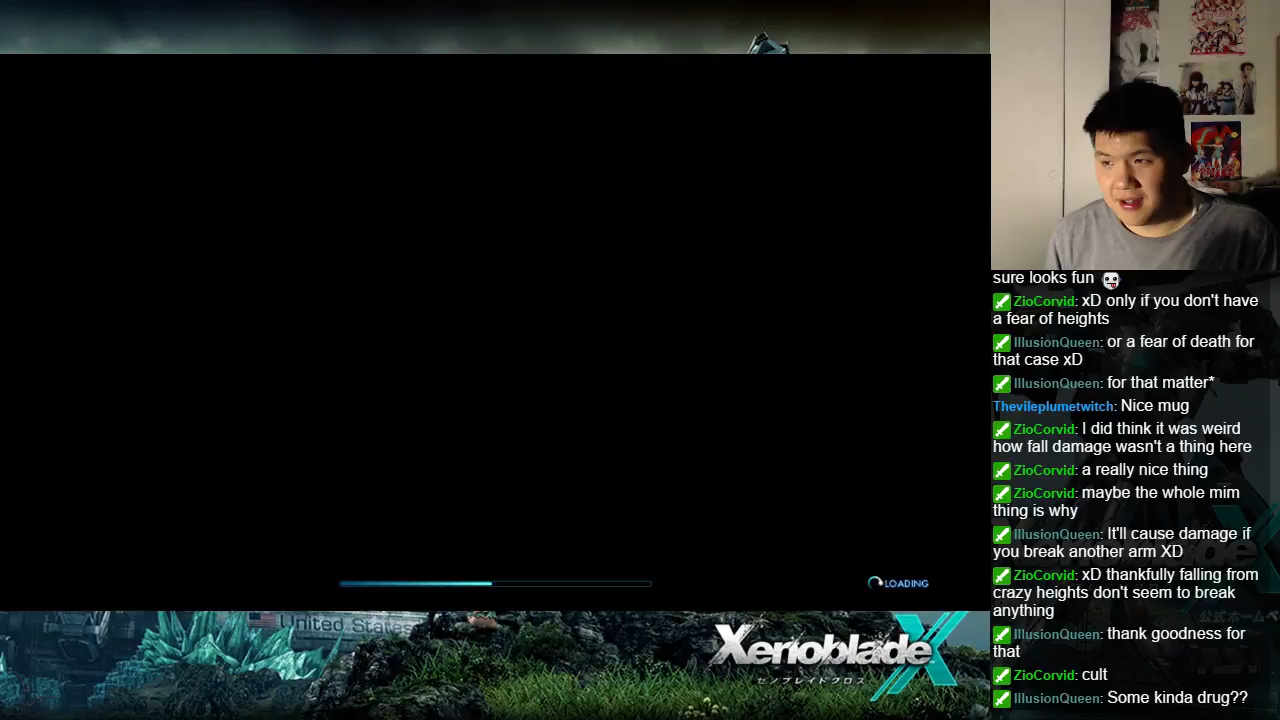 sure looks fun
ZioCorvid: xD only if you don't have
a fear of heights
IllusionQueen: or a fear of death for
that case xD
IllusionQueen: for that matter*
Thevileplumetwitch: Nice mug
ZioCorvid: I did think it was weird
how fall damage wasn't a thing here
ZioCorvid: a really nice thing
ZioCorvid: maybe the whole mim
thing is why
IllusionQueen: It'll cause damage if
you break another arm XD
ZioCorvid: xD thankfully falling from
crazy heights don't seem to break
anything
IllusionQueen: thank goodness for
that
ZioCorvid: cult
IllusionQueen: Some kinda drug??
LOADING
United States
XenobladeX
ゼノブレイドクロス